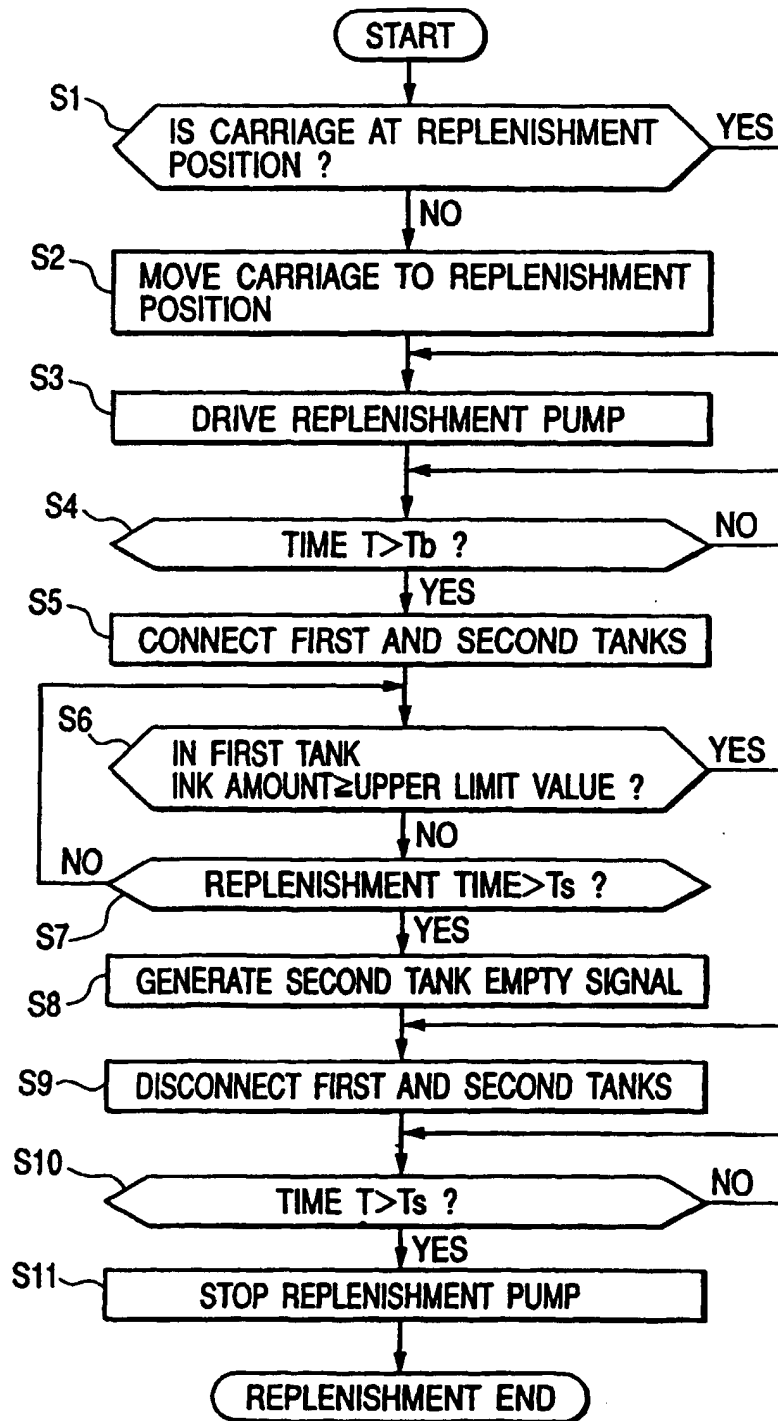 START
S1
IS CARRIAGE AT REPLENISHMENT
POSITION ?
YES
NO
S2
MOVE CARRIAGE TO REPLENISHMENT
POSITION
S3
DRIVE REPLENISHMENT PUMP
S4
TIME T>Tb ?
NO
YES
S5
CONNECT FIRST AND SECOND TANKS
S6
IN FIRST TANK
INK AMOUNT≥UPPER LIMIT VALUE ?
YES
NO
NO
REPLENISHMENT TIME>Ts ?
S7
YES
GENERATE SECOND TANK EMPTY SIGNAL
S8
S9
DISCONNECT FIRST AND SECOND TANKS
S10
TIME T>Ts ?
NO
YES
S11
STOP REPLENISHMENT PUMP
REPLENISHMENT END